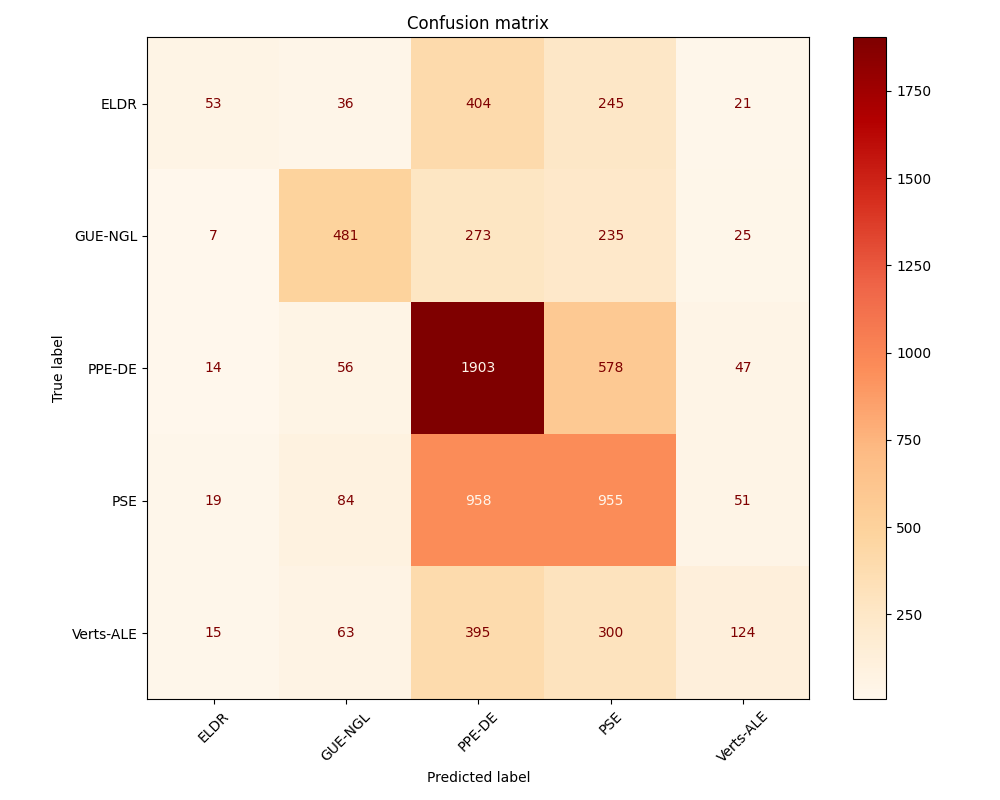 Confusion matrix
ELDR 53 36 404 245 21
GUE-NGL 7 481 273 235 25
PPE-DE 14 56 1903 578 47
PSE 19 84 958 955 51
Verts-ALE 15 63 395 300 124
ELDR GUE-NGL PPE-DE PSE Verts-ALE
Predicted label
True label
1750
1500
1250
1000
750
500
250